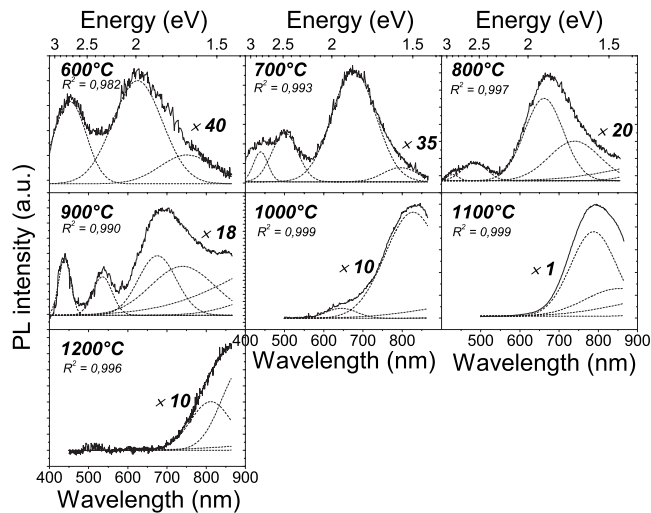 Energy (eV) Energy (eV) Energy (eV)
3 2.5 2 1.5 3 2.5 2 1.5 3 2.5 2 1.5
600°C 700°C 800°C
R² = 0,982 R² = 0,993 R² = 0,997
× 40 × 35 × 20
900°C 1000°C 1100°C
R² = 0,990 R² = 0,999 R² = 0,999
× 18 × 10 × 1
PL intensity (a.u.)
400 500 600 700 800 500 600 700 800 900
Wavelength (nm) Wavelength (nm)
1200°C
R² = 0,996
× 10
400 500 600 700 800 900
Wavelength (nm)